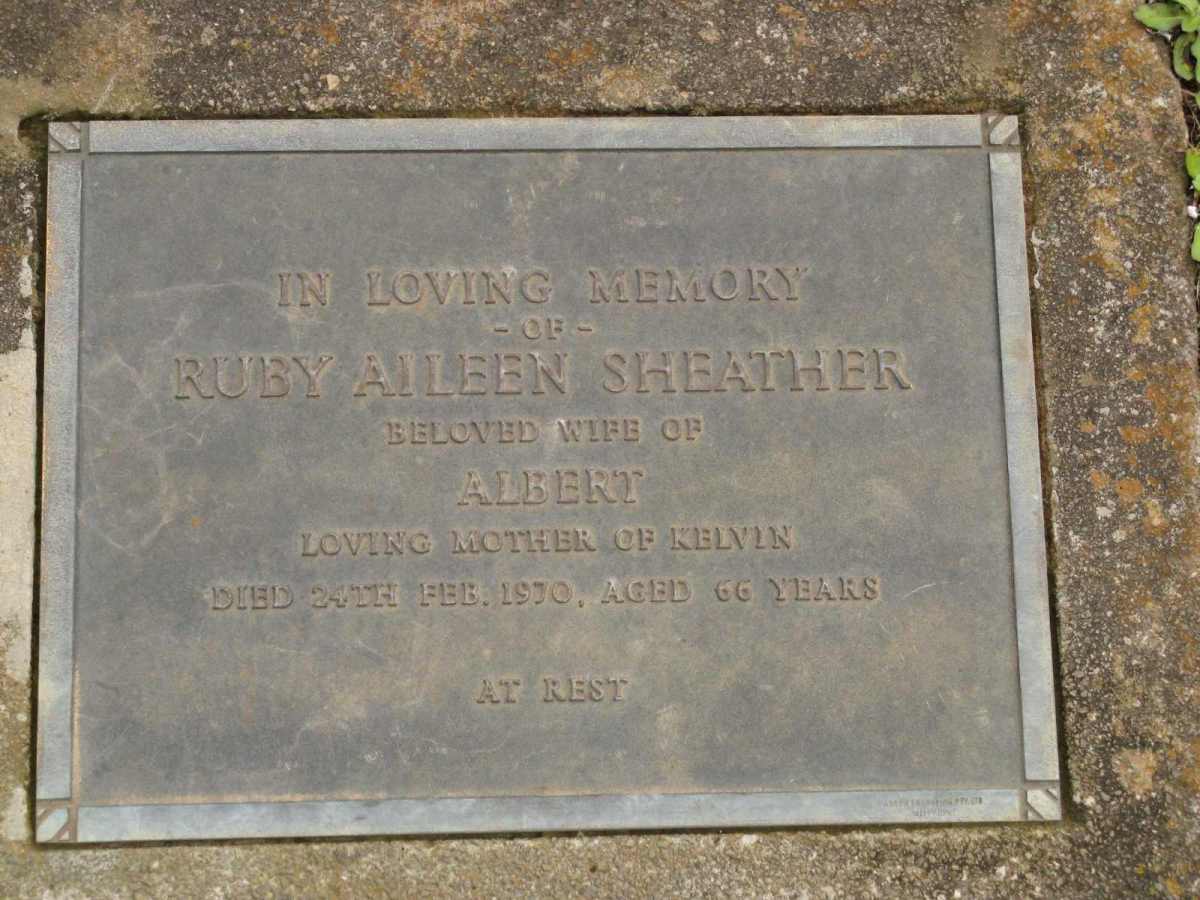 IN LOVING MEMORY
- OF -
RUBY AILEEN SHEATHER
BELOVED WIFE OF
ALBERT
LOVING MOTHER OF KELVIN
DIED 24TH FEB. 1970, AGED 66 YEARS
AT REST